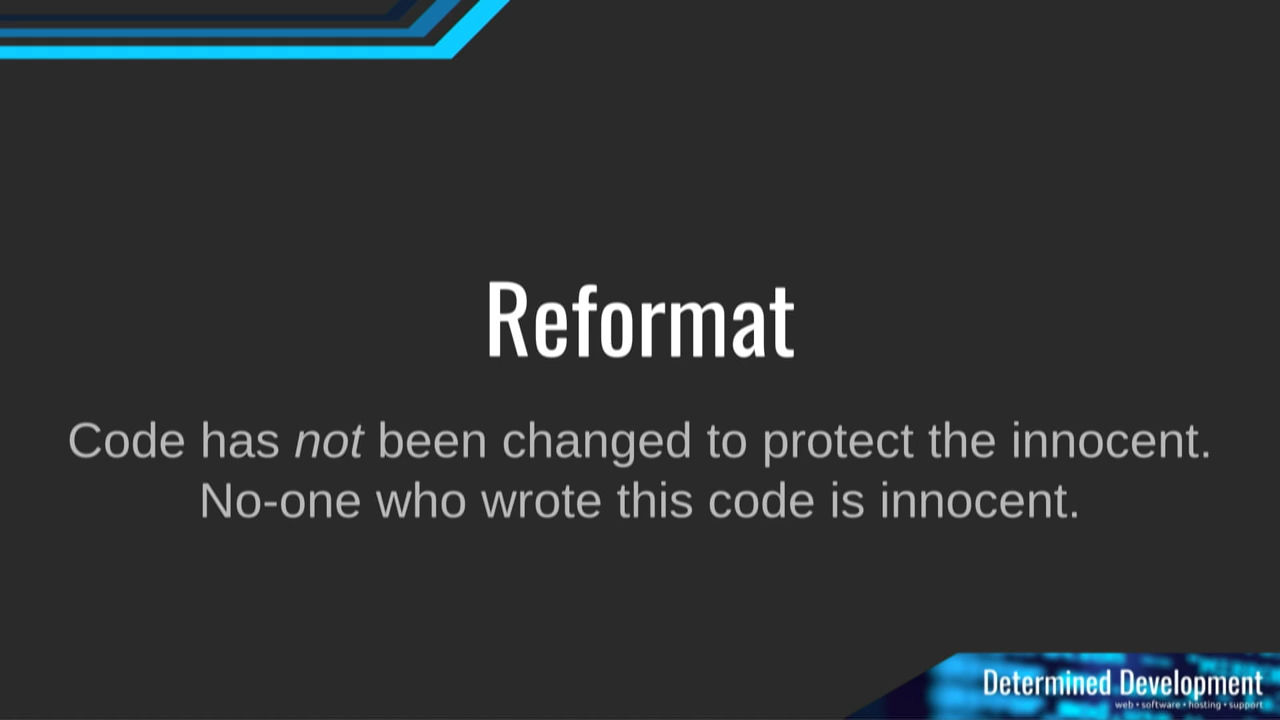 Reformat
Code has not been changed to protect the innocent.
No-one who wrote this code is innocent.
Determined Development
web • software • hosting • support